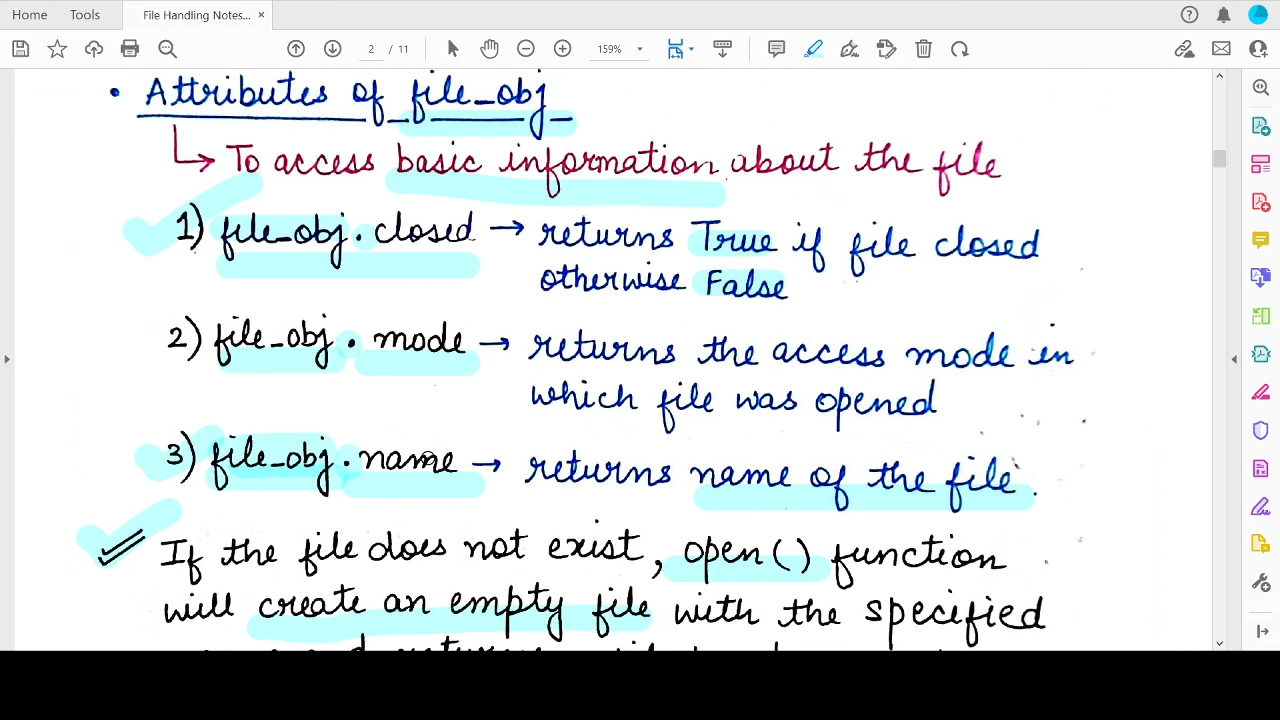 Home Tools File Handling Notes... ×
2 / 11 159%
• Attributes of file_obj
To access basic information about the file
1) file_obj.closed → returns True if file closed
otherwise False
2) file_obj.mode → returns the access mode in
which file was opened
3) file_obj.name → returns name of the file.
If the file does not exist, open() function
will create an empty file with the specified